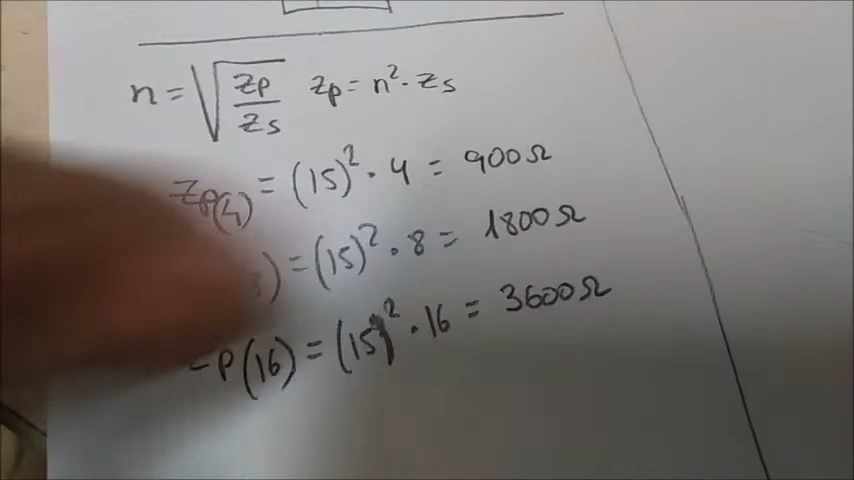 n = √(zp/zs) zp = n² · zs
Zp(4) = (15)² · 4 = 900Ω
) = (15)² · 8 = 1800Ω
p(16) = (15)² · 16 = 3600Ω